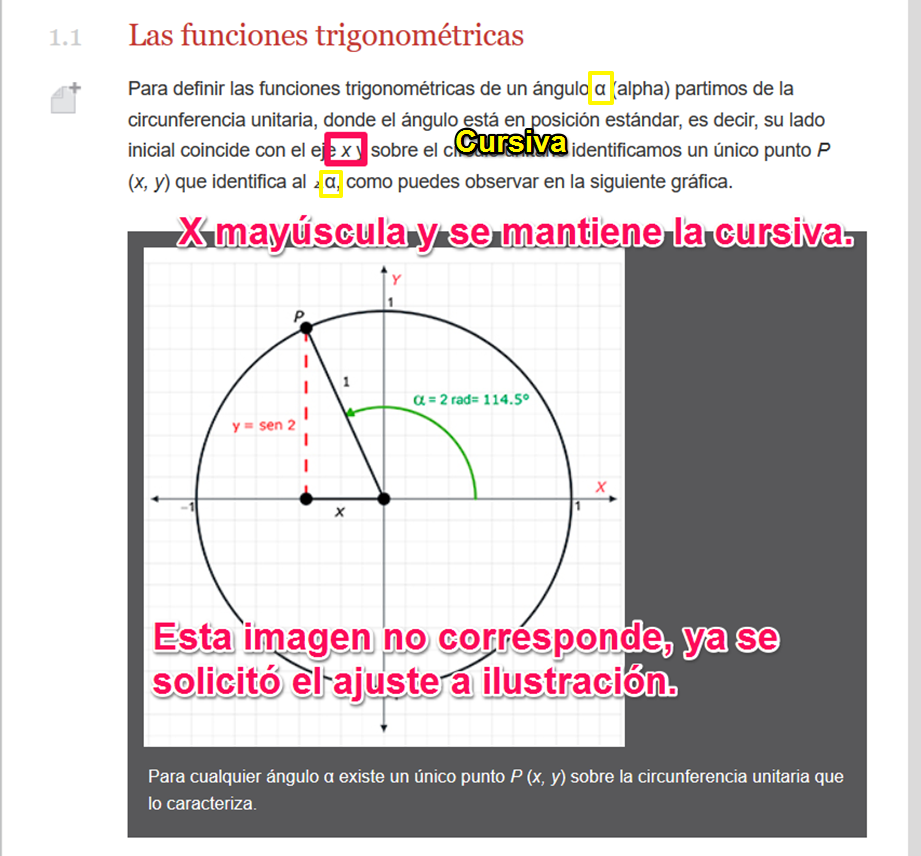 1.1 Las funciones trigonométricas
Para definir las funciones trigonométricas de un ángulo α (alpha) partimos de la
circunferencia unitaria, donde el ángulo está en posición estándar, es decir, su lado
Cursiva
inicial coincide con el eje x y sobre el identificamos un único punto P
(x, y) que identifica al α, como puedes observar en la siguiente gráfica.
X mayúscula y se mantiene la cursiva.
Y
1
P
1
α = 2 rad= 114.5º
y = sen 2
X
-1
x
1
Esta imagen no corresponde, ya se
solicitó el ajuste a ilustración.
Para cualquier ángulo α existe un único punto P (x, y) sobre la circunferencia unitaria que
lo caracteriza.